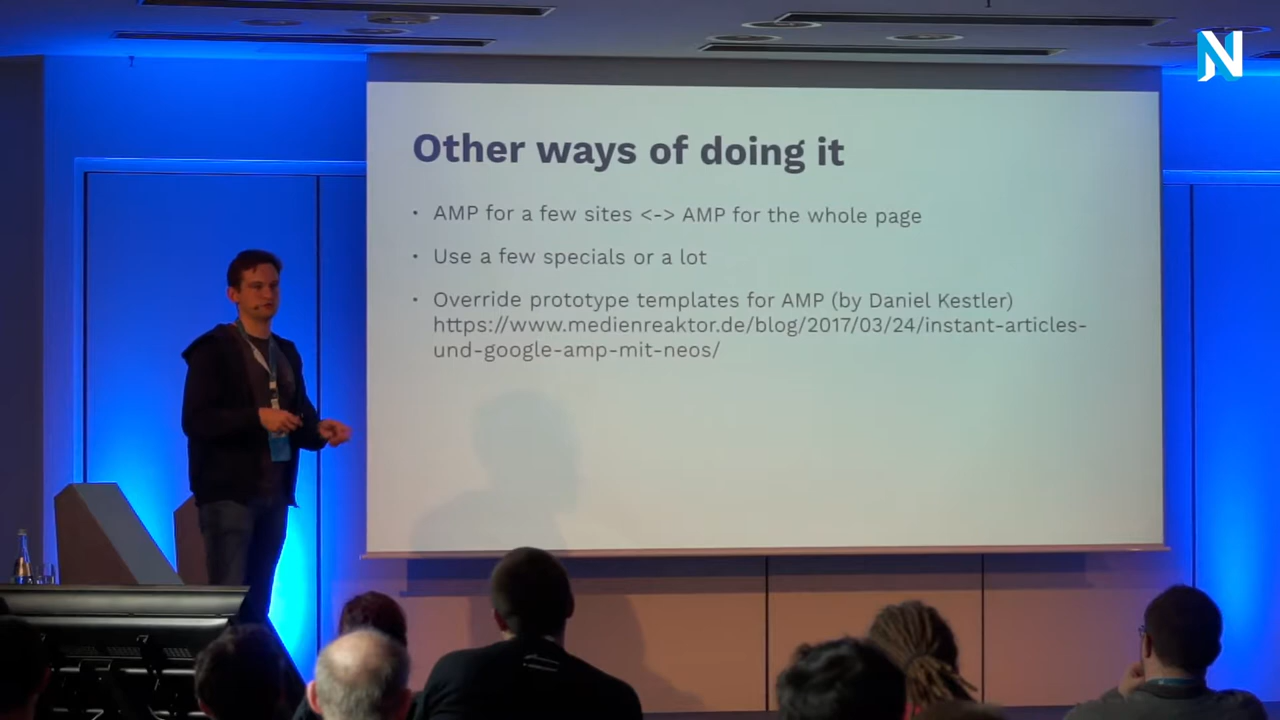 N
Other ways of doing it
• AMP for a few sites <-> AMP for the whole page
• Use a few specials or a lot
• Override prototype templates for AMP (by Daniel Kestler)
https://www.medienreaktor.de/blog/2017/03/24/instant-articles-
und-google-amp-mit-neos/